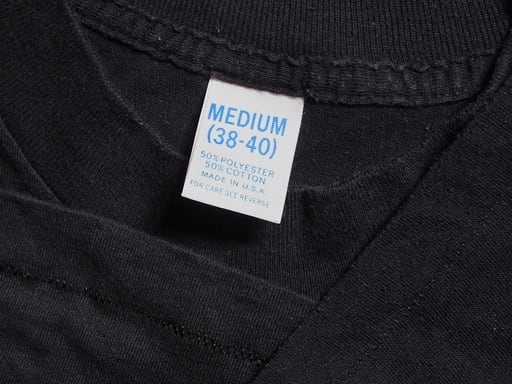 MEDIUM
(38-40)
50% POLYESTER
50% COTTON
MADE IN U.S.A.
FOR CARE SEE REVERSE